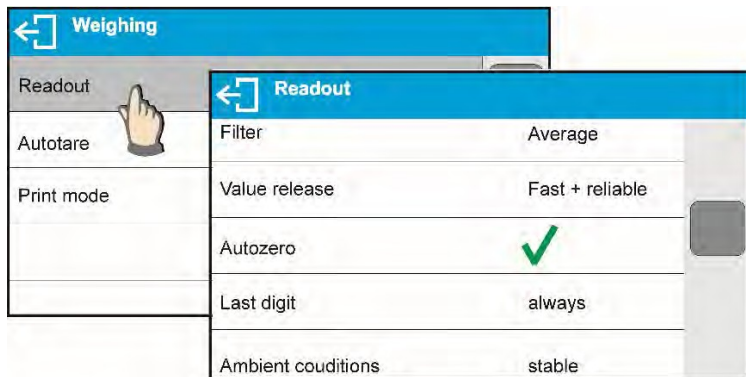 Weighing
Readout
Autotare
Print mode
Readout
Filter Average
Value release Fast + reliable
Autozero
Last digit always
Ambient couditions stable